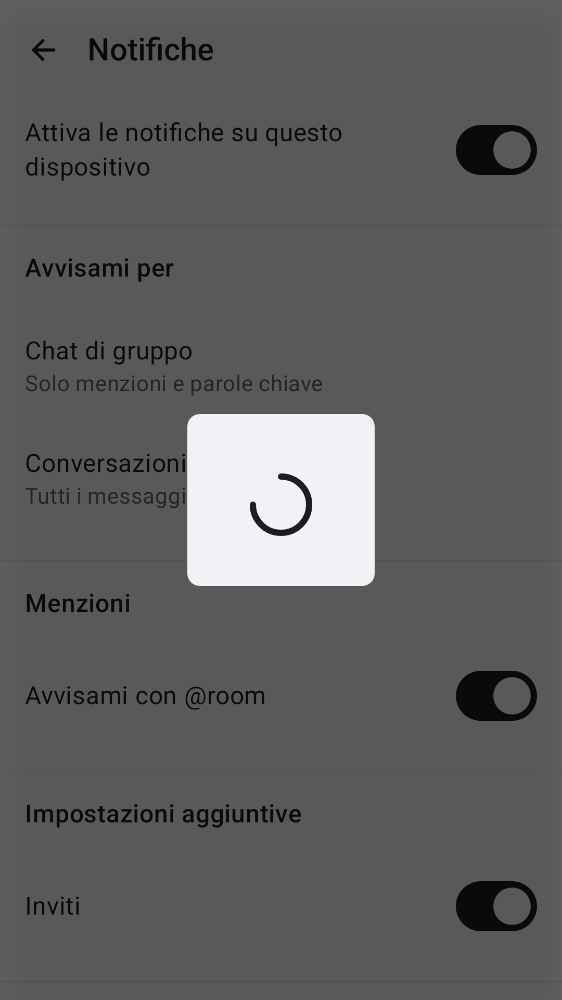 Notifiche
Attiva le notifiche su questo
dispositivo
Avvisami per
Chat di gruppo
Solo menzioni e parole chiave
Conversazioni
Tutti i messaggi
Menzioni
Avvisami con @room
Impostazioni aggiuntive
Inviti